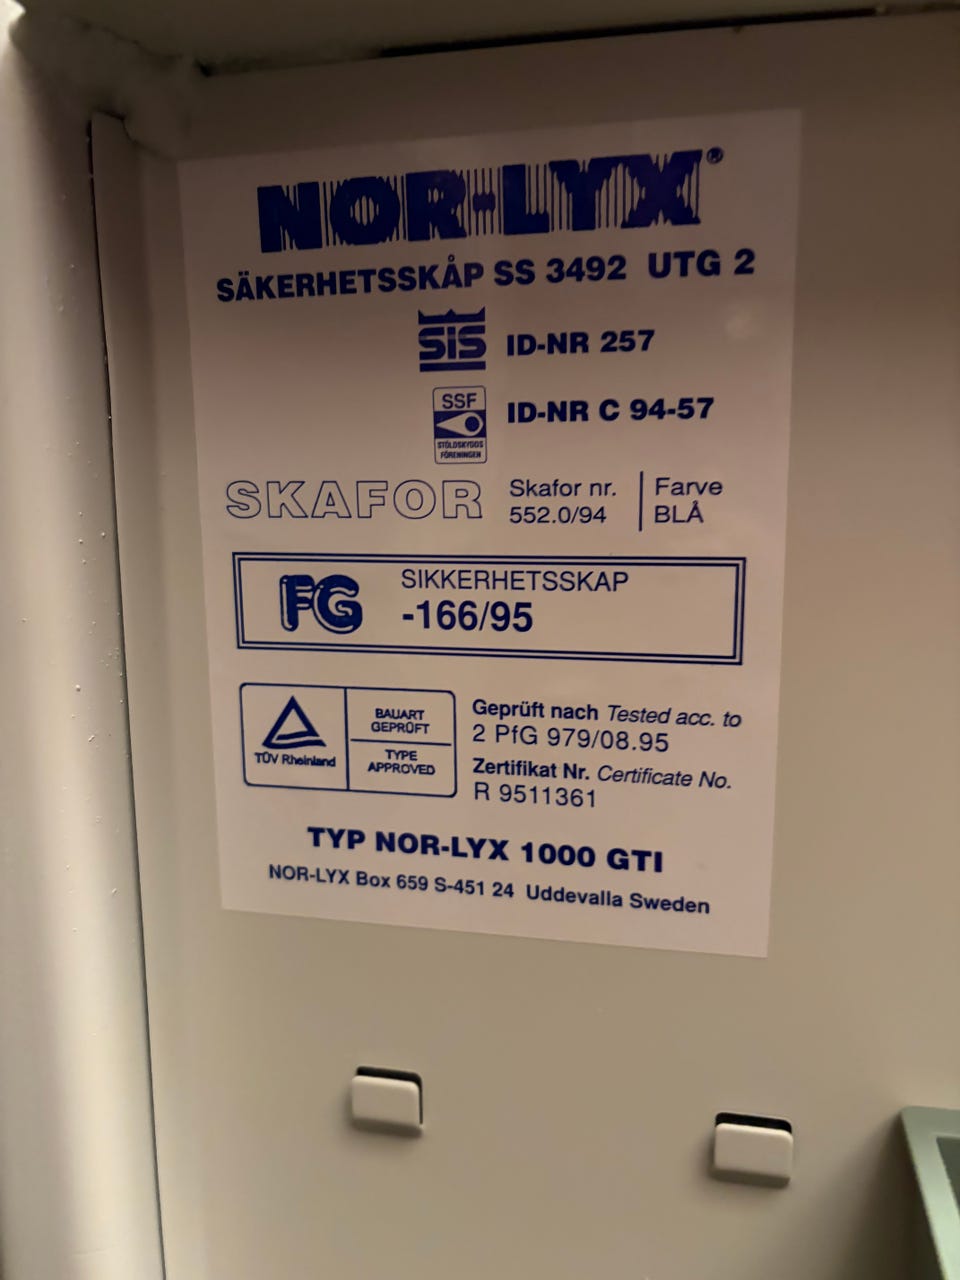 NOR-LYX®
SÄKERHETSSKÅP SS 3492 UTG 2
SIS ID-NR 257
SSF
STÖLDSKYDDS
FÖRENINGEN
ID-NR C 94-57
SKAFOR
Skafor nr.
552.0/94
Farve
BLÅ
FG
SIKKERHETSSKAP
-166/95
TÜV Rheinland
BAUART
GEPRÜFT
TYPE
APPROVED
Geprüft nach Tested acc. to
2 PfG 979/08.95
Zertifikat Nr. Certificate No.
R 9511361
TYP NOR-LYX 1000 GTI
NOR-LYX Box 659 S-451 24 Uddevalla Sweden